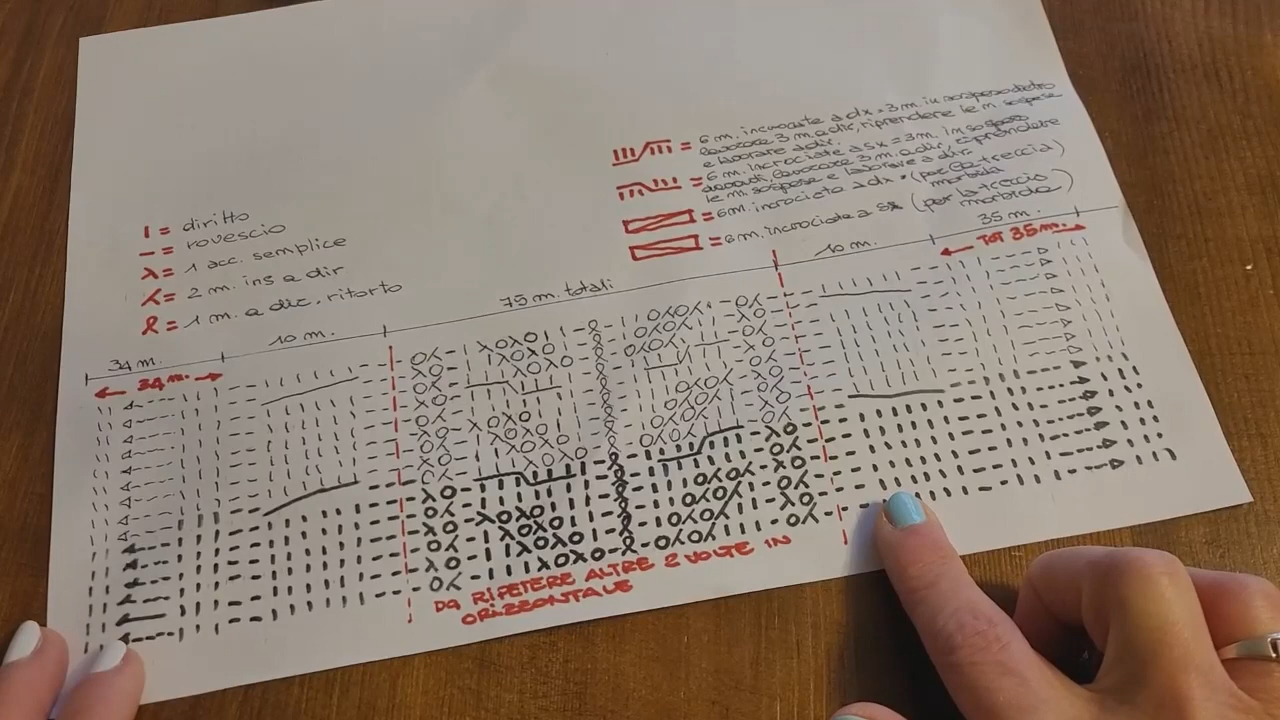 I = diritto
– = rovescio
λ = 1 acc. semplice
⋌ = 2 m. ins a dir
ջ = 1 m. a dir. ritorto
= 6 m. incrociate a dx = 3 m. in sospeso dietro
lavorare 3 m. a dir, riprendere le m sospese
e lavorare a dir.
= 6 m. incrociate a sx = 3 m. in sospeso
davanti, lavorare 3 m. a dir, riprendere
le m. sospese e lavorare a dir.
= 6 m. incrociate a dx (per la treccia
morbida)
= 6 m. incrociate a sx (per la treccia
morbida)
34 m.
10 m.
75 m. totali
10 m.
35 m.
34 m.
TOT 35 m.
DA RIPETERE ALTRE 2 VOLTE IN
ORIZZONTALE